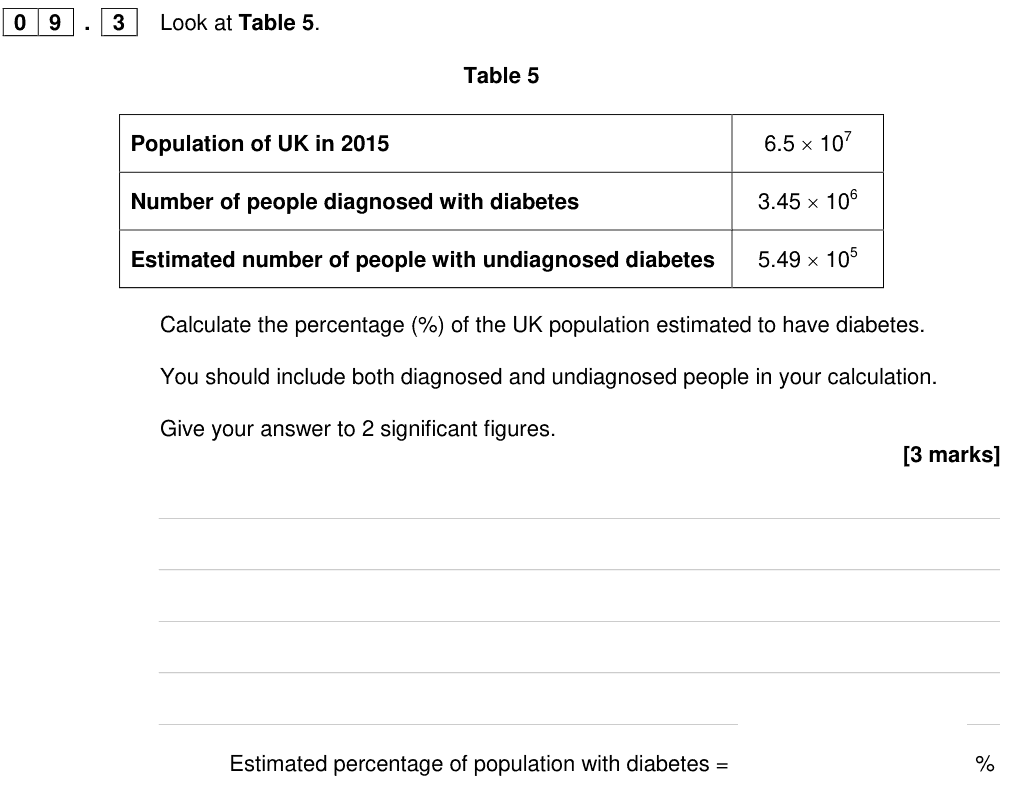 0 9 . 3 Look at Table 5.
Table 5
Population of UK in 2015 6.5 × 10⁷
Number of people diagnosed with diabetes 3.45 × 10⁶
Estimated number of people with undiagnosed diabetes 5.49 × 10⁵
Calculate the percentage (%) of the UK population estimated to have diabetes.
You should include both diagnosed and undiagnosed people in your calculation.
Give your answer to 2 significant figures.
[3 marks]
Estimated percentage of population with diabetes = %